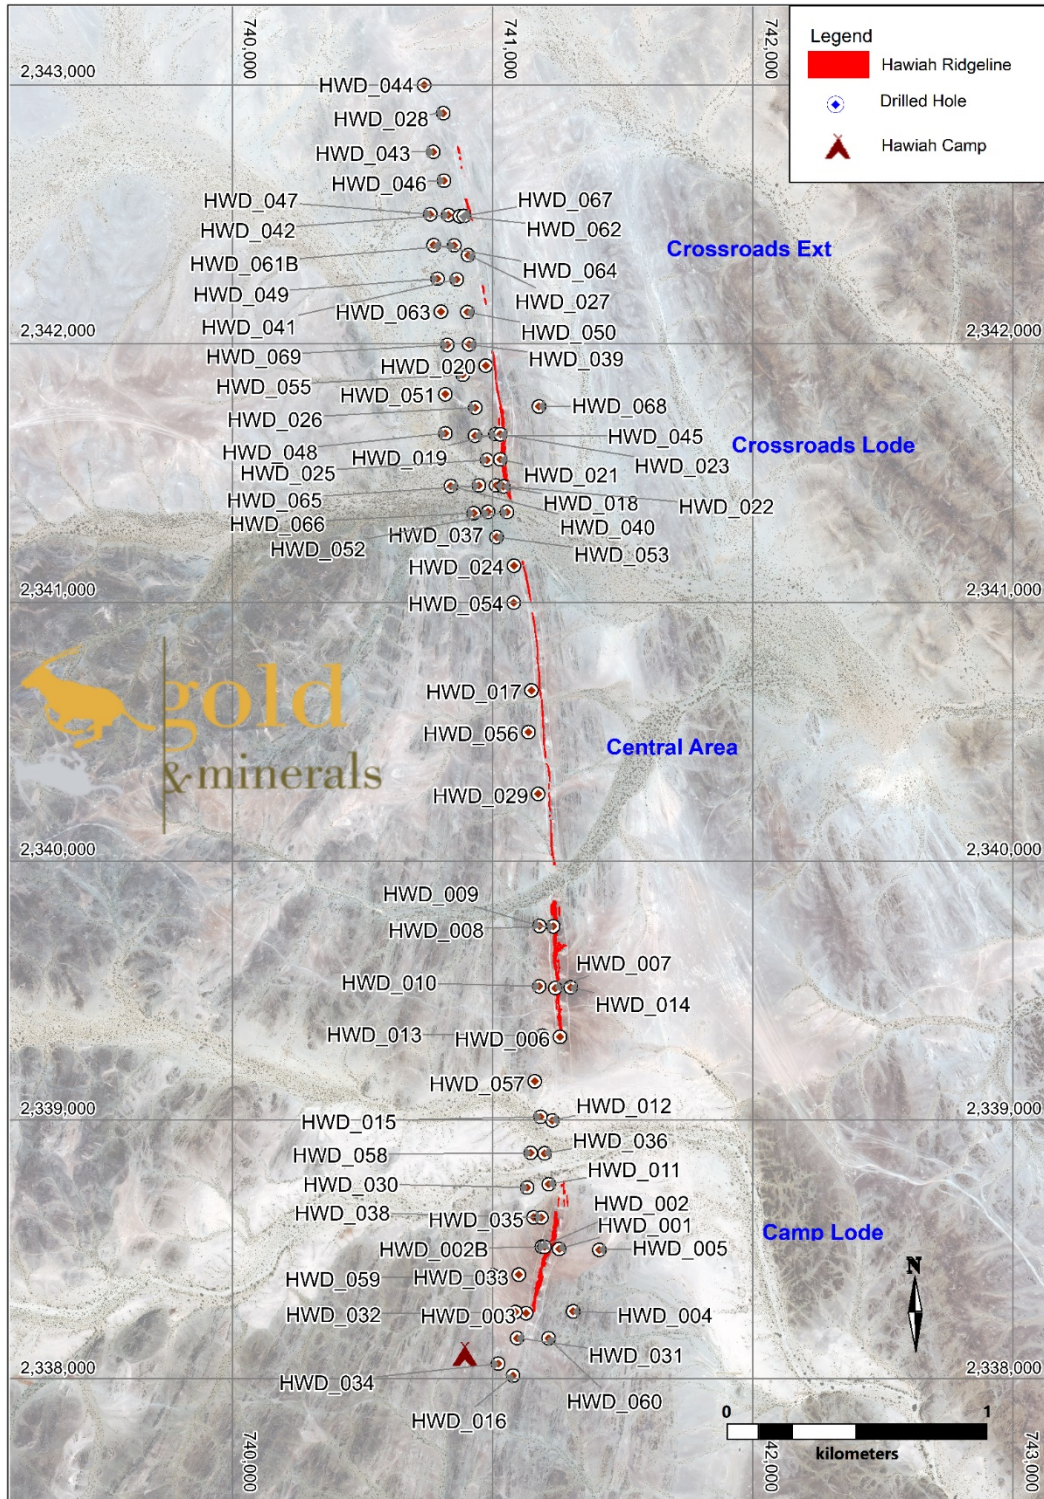 740,000
741,000
742,000
Legend
Hawiah Ridgeline
Drilled Hole
Hawiah Camp
2,343,000
2,343,000
HWD_044
HWD_028
HWD_043
HWD_046
HWD_047
HWD_067
HWD_042
HWD_062
Crossroads Ext
HWD_061B
HWD_064
HWD_049
HWD_027
HWD_063
HWD_041
HWD_050
2,342,000
2,342,000
HWD_069
HWD_039
HWD_020
HWD_055
HWD_051
HWD_068
HWD_026
HWD_045
Crossroads Lode
HWD_048
HWD_019
HWD_023
HWD_025
HWD_021
HWD_065
HWD_018
HWD_022
HWD_066
HWD_037
HWD_040
HWD_052
HWD_053
HWD_024
2,341,000
2,341,000
HWD_054
gold
&minerals
HWD_017
HWD_056
Central Area
HWD_029
2,340,000
2,340,000
HWD_009
HWD_008
HWD_007
HWD_010
HWD_014
HWD_013
HWD_006
HWD_057
2,339,000
2,339,000
HWD_015
HWD_012
HWD_058
HWD_036
HWD_030
HWD_011
HWD_038
HWD_035
HWD_002
HWD_001
Camp Lode
HWD_002B
HWD_005
HWD_059
HWD_033
N
HWD_032
HWD_003
HWD_004
HWD_031
2,338,000
2,338,000
HWD_034
HWD_060
HWD_016
0
1
kilometers
740,000
42,000
743,000